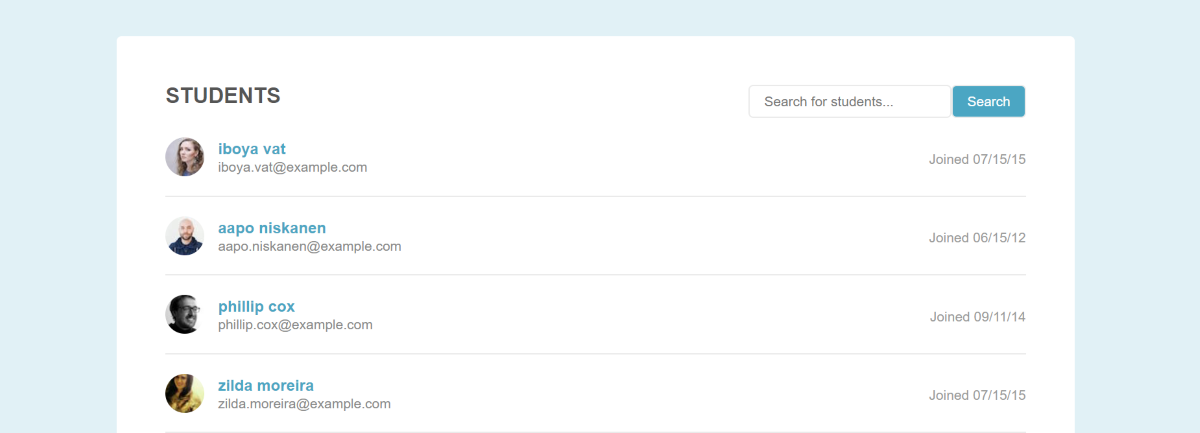 STUDENTS
Search for students...
Search
iboya vat
iboya.vat@example.com
Joined 07/15/15
aapo niskanen
aapo.niskanen@example.com
Joined 06/15/12
phillip cox
phillip.cox@example.com
Joined 09/11/14
zilda moreira
zilda.moreira@example.com
Joined 07/15/15